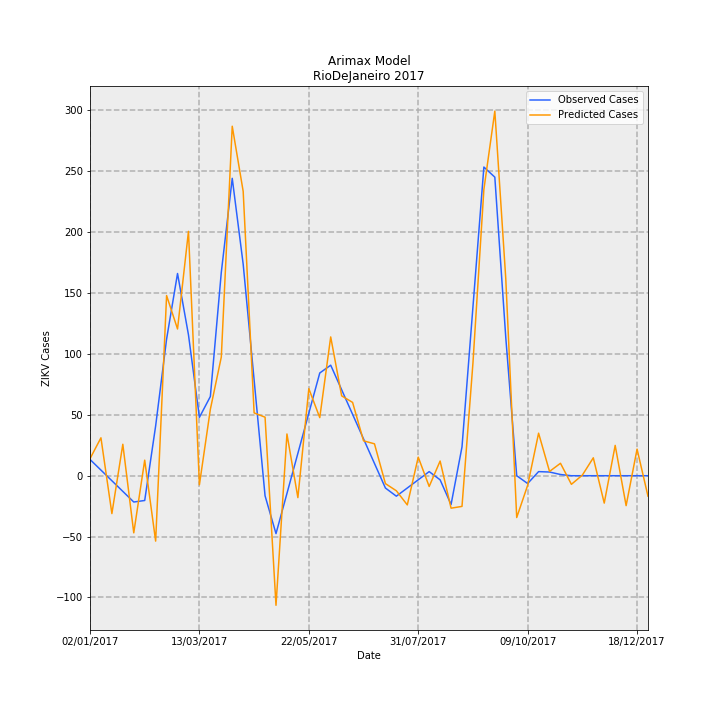 Arimax Model
RioDeJaneiro 2017
Observed Cases
Predicted Cases
300
250
200
150
100
50
0
−50
−100
ZIKV Cases
02/01/2017 13/03/2017 22/05/2017 31/07/2017 09/10/2017 18/12/2017
Date